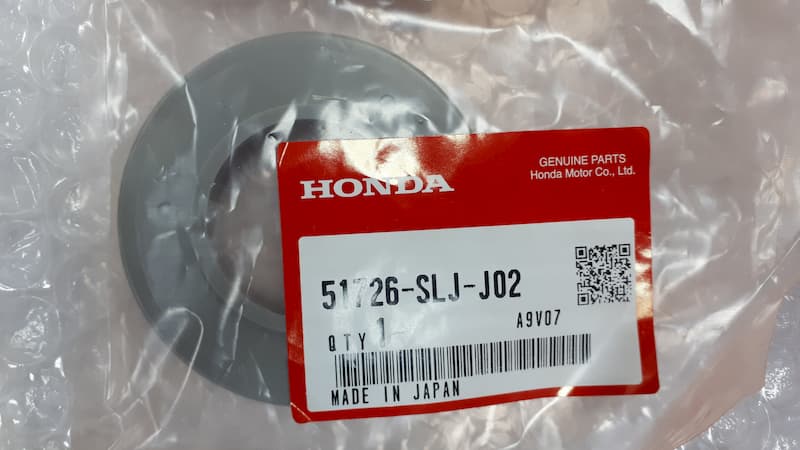 HONDA
GENUINE PARTS
Honda Motor Co., Ltd.
51726-SLJ-J02
A9V07
QTY 1
MADE IN JAPAN